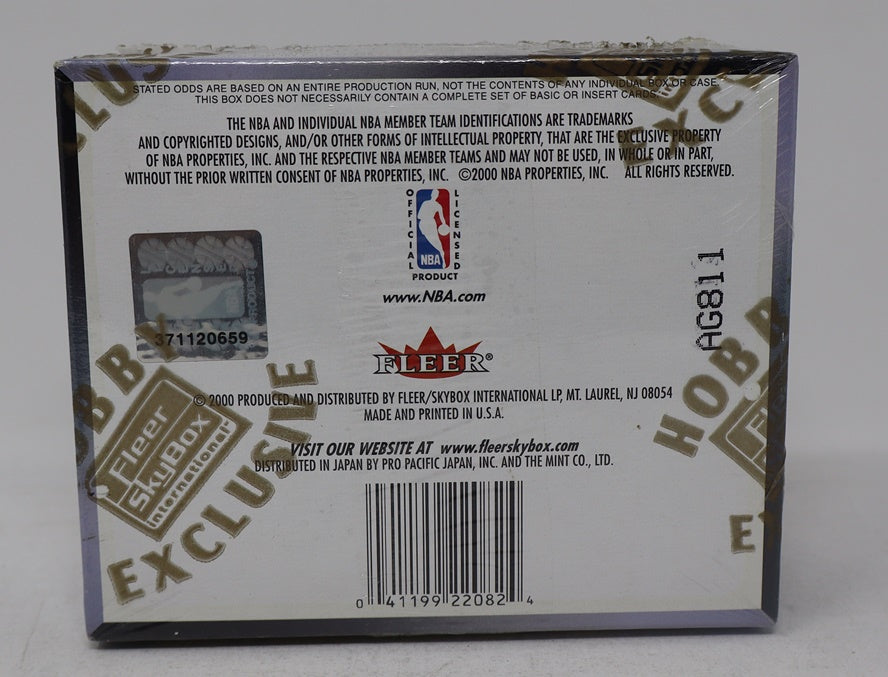 STATED ODDS ARE BASED ON AN ENTIRE PRODUCTION RUN, NOT THE CONTENTS OF ANY INDIVIDUAL BOX OR CASE.
THIS BOX DOES NOT NECESSARILY CONTAIN A COMPLETE SET OF BASIC OR INSERT CARDS.
THE NBA AND INDIVIDUAL NBA MEMBER TEAM IDENTIFICATIONS ARE TRADEMARKS
AND COPYRIGHTED DESIGNS, AND/OR OTHER FORMS OF INTELLECTUAL PROPERTY, THAT ARE THE EXCLUSIVE PROPERTY
OF NBA PROPERTIES, INC. AND THE RESPECTIVE NBA MEMBER TEAMS AND MAY NOT BE USED, IN WHOLE OR IN PART,
WITHOUT THE PRIOR WRITTEN CONSENT OF NBA PROPERTIES, INC. ©2000 NBA PROPERTIES, INC. ALL RIGHTS RESERVED.
OFFICIAL LICENSED
NBA
PRODUCT
www.NBA.com
371120659
AG811
FLEER®
© 2000 PRODUCED AND DISTRIBUTED BY FLEER/SKYBOX INTERNATIONAL LP, MT. LAUREL, NJ 08054
MADE AND PRINTED IN U.S.A.
VISIT OUR WEBSITE AT www.fleerskybox.com
DISTRIBUTED IN JAPAN BY PRO PACIFIC JAPAN, INC. AND THE MINT CO., LTD.
0 41199 22082 4
OBBY
Fleer
SkyBox
international
EXCLUSIVE
HOBB
E
LUS
EXC